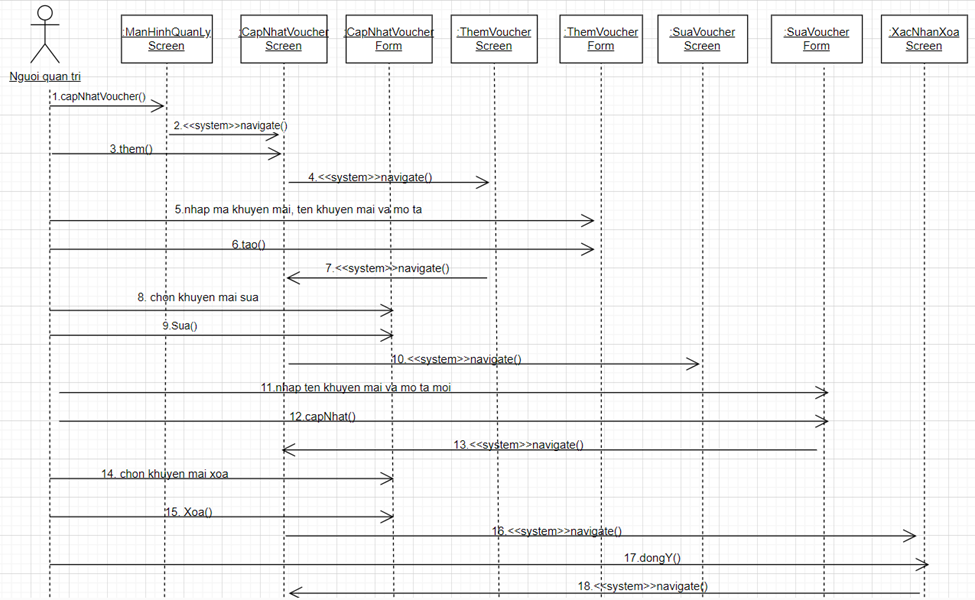 :ManHinhQuanLy
Screen
:CapNhatVoucher
Screen
:CapNhatVoucher
Form
:ThemVoucher
Screen
:ThemVoucher
Form
:SuaVoucher
Screen
:SuaVoucher
Form
:XacNhanXoa
Screen
Nguoi quan tri
1.capNhatVoucher()
2.<<system>>navigate()
3.them()
4.<<system>>navigate()
5.nhap ma khuyen mai, ten khuyen mai va mo ta
6.tao()
7.<<system>>navigate()
8. chon khuyen mai sua
9.Sua()
10.<<system>>navigate()
11.nhap ten khuyen mai va mo ta moi
12.capNhat()
13.<<system>>navigate()
14. chon khuyen mai xoa
15. Xoa()
16.<<system>>navigate()
17.dongY()
18.<<system>>navigate()